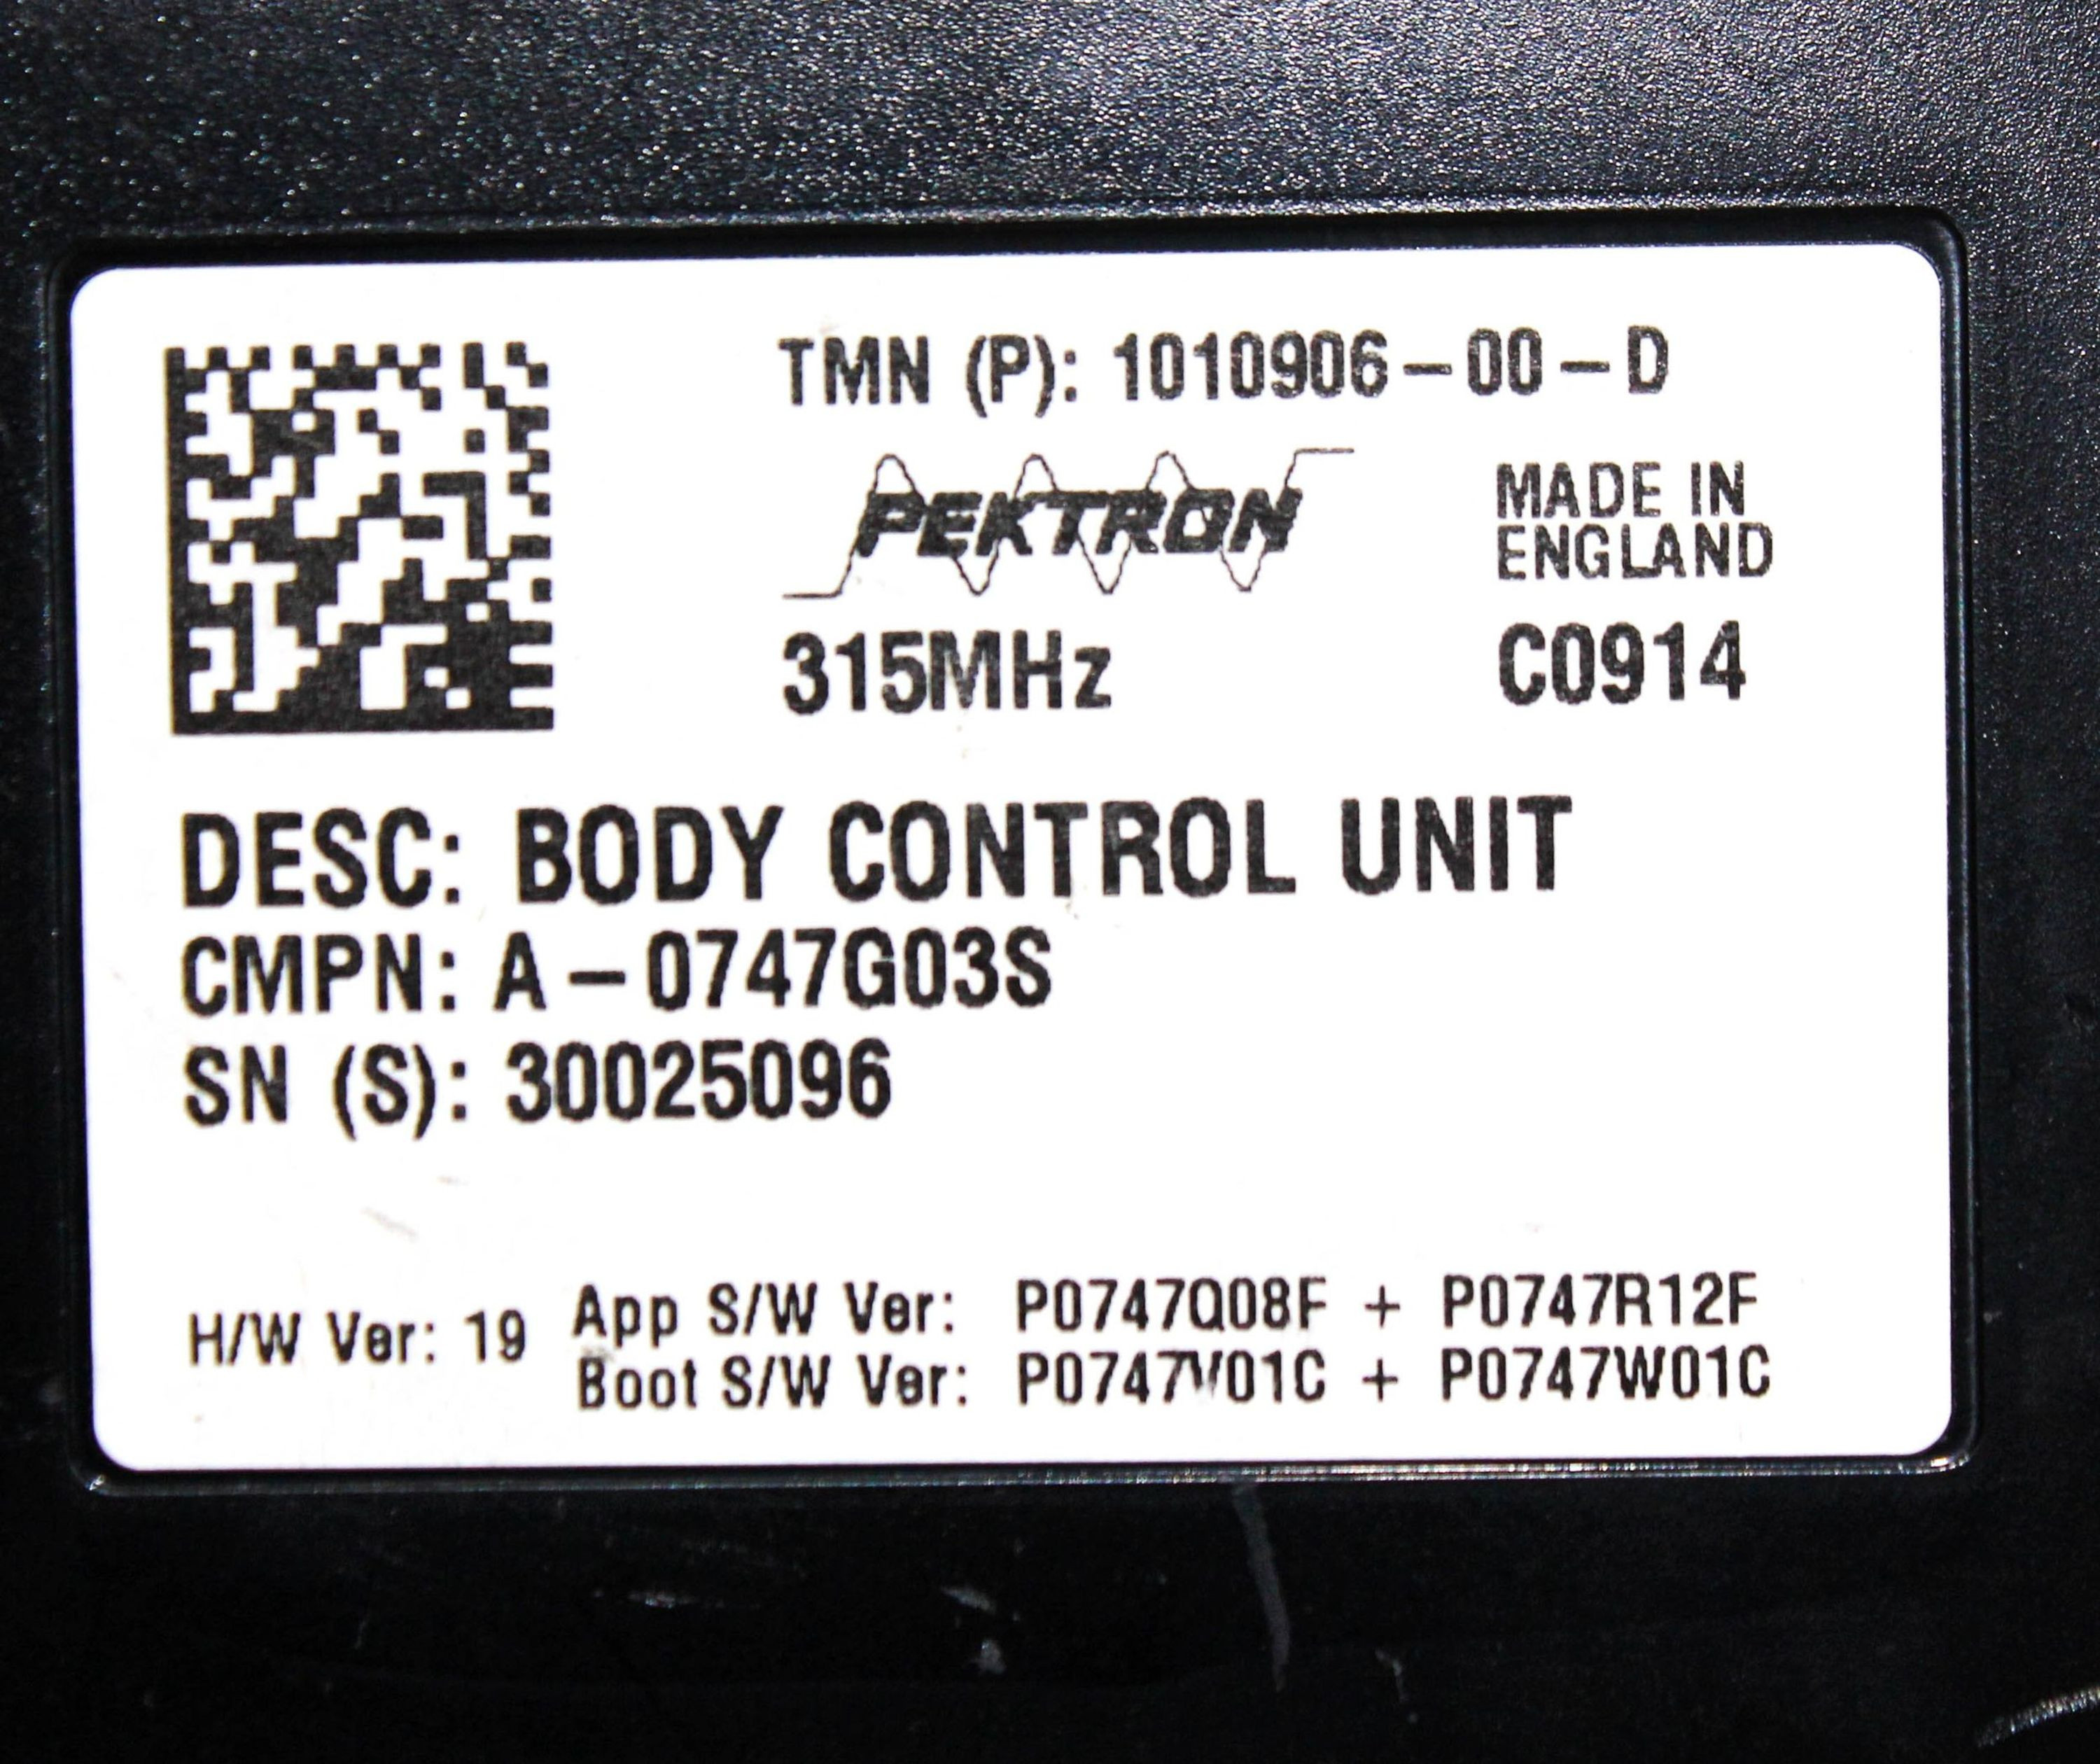 TMN (P): 1010906-00-D
PEKTRON
MADE IN
ENGLAND
315MHz
C0914
DESC: BODY CONTROL UNIT
CMPN: A-0747G03S
SN (S): 30025096
H/W Ver: 19
App S/W Ver: P0747Q08F + P0747R12F
Boot S/W Ver: P0747V01C + P0747W01C